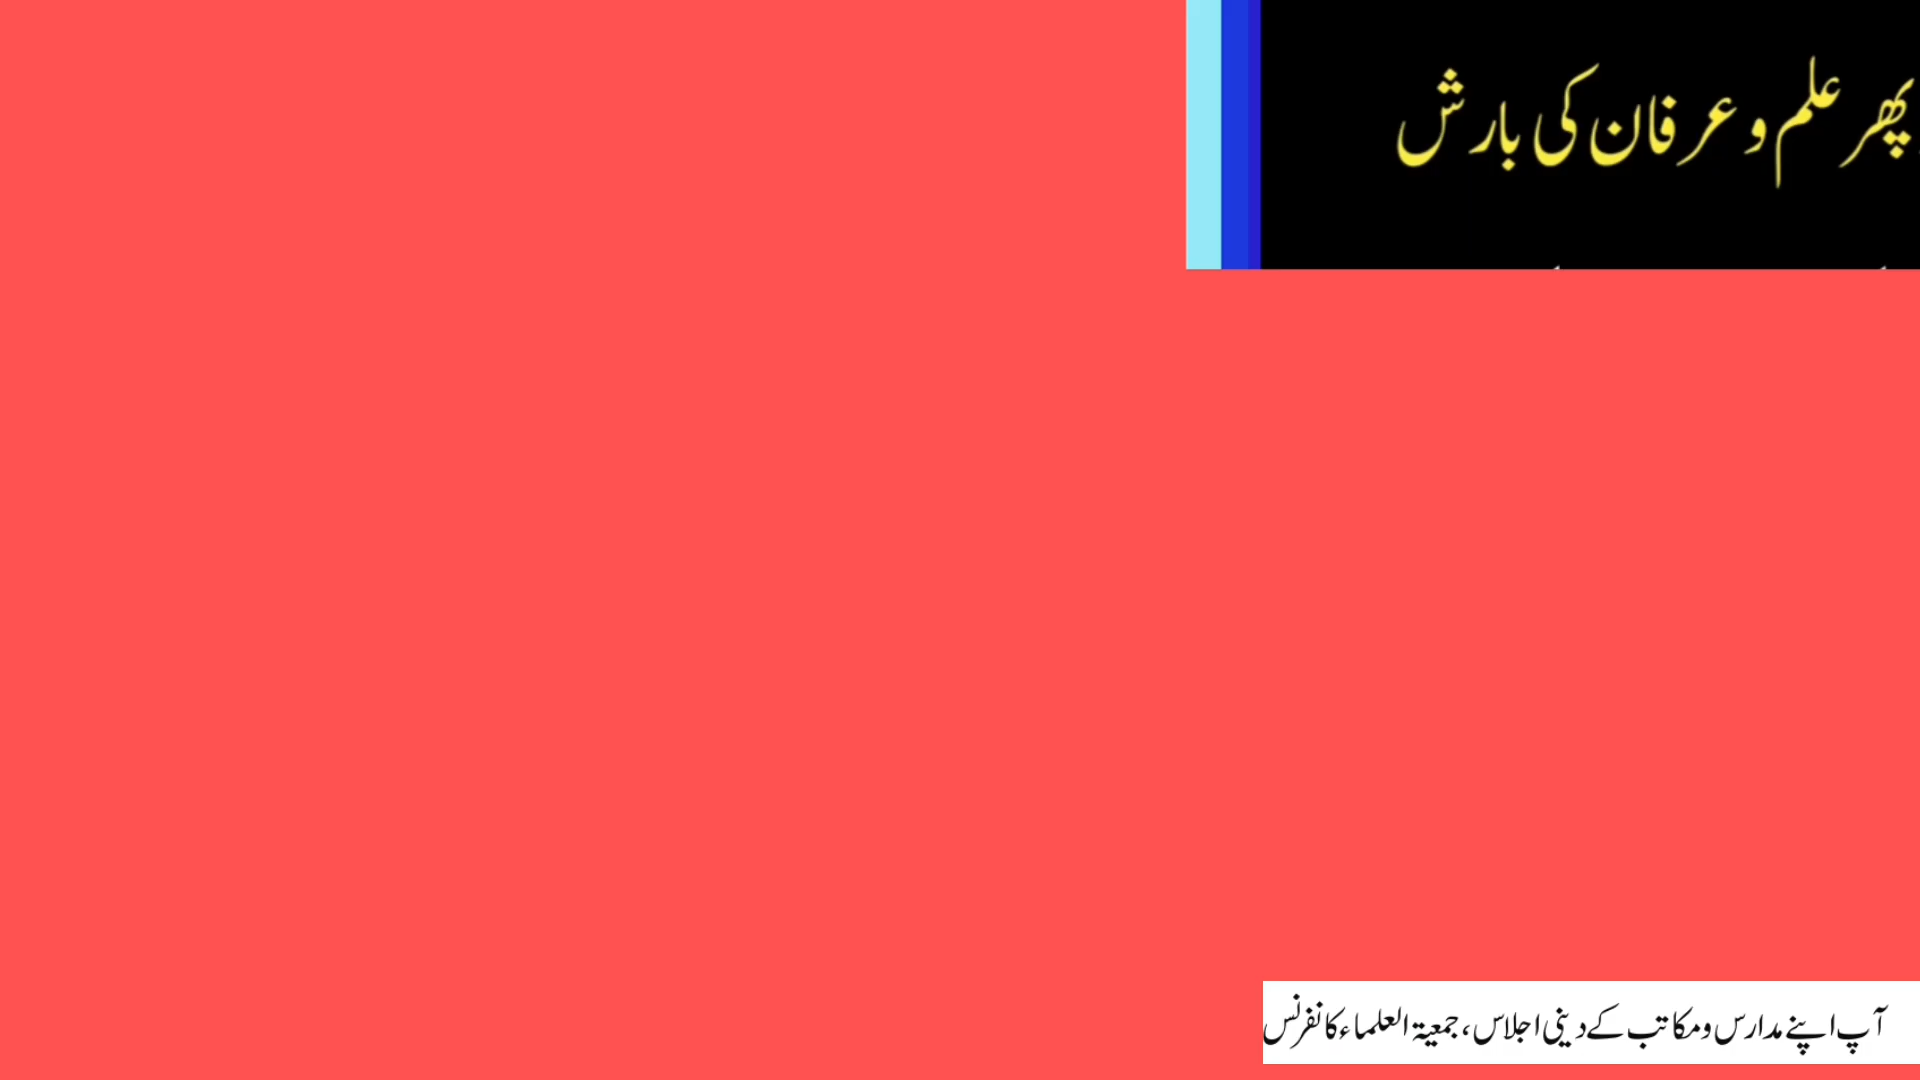 پھر علم و عرفان کی بارش
آپ اپنے مدارس ومکاتب کے دینی اجلاس، جمعیۃ العلماء کانفرنس